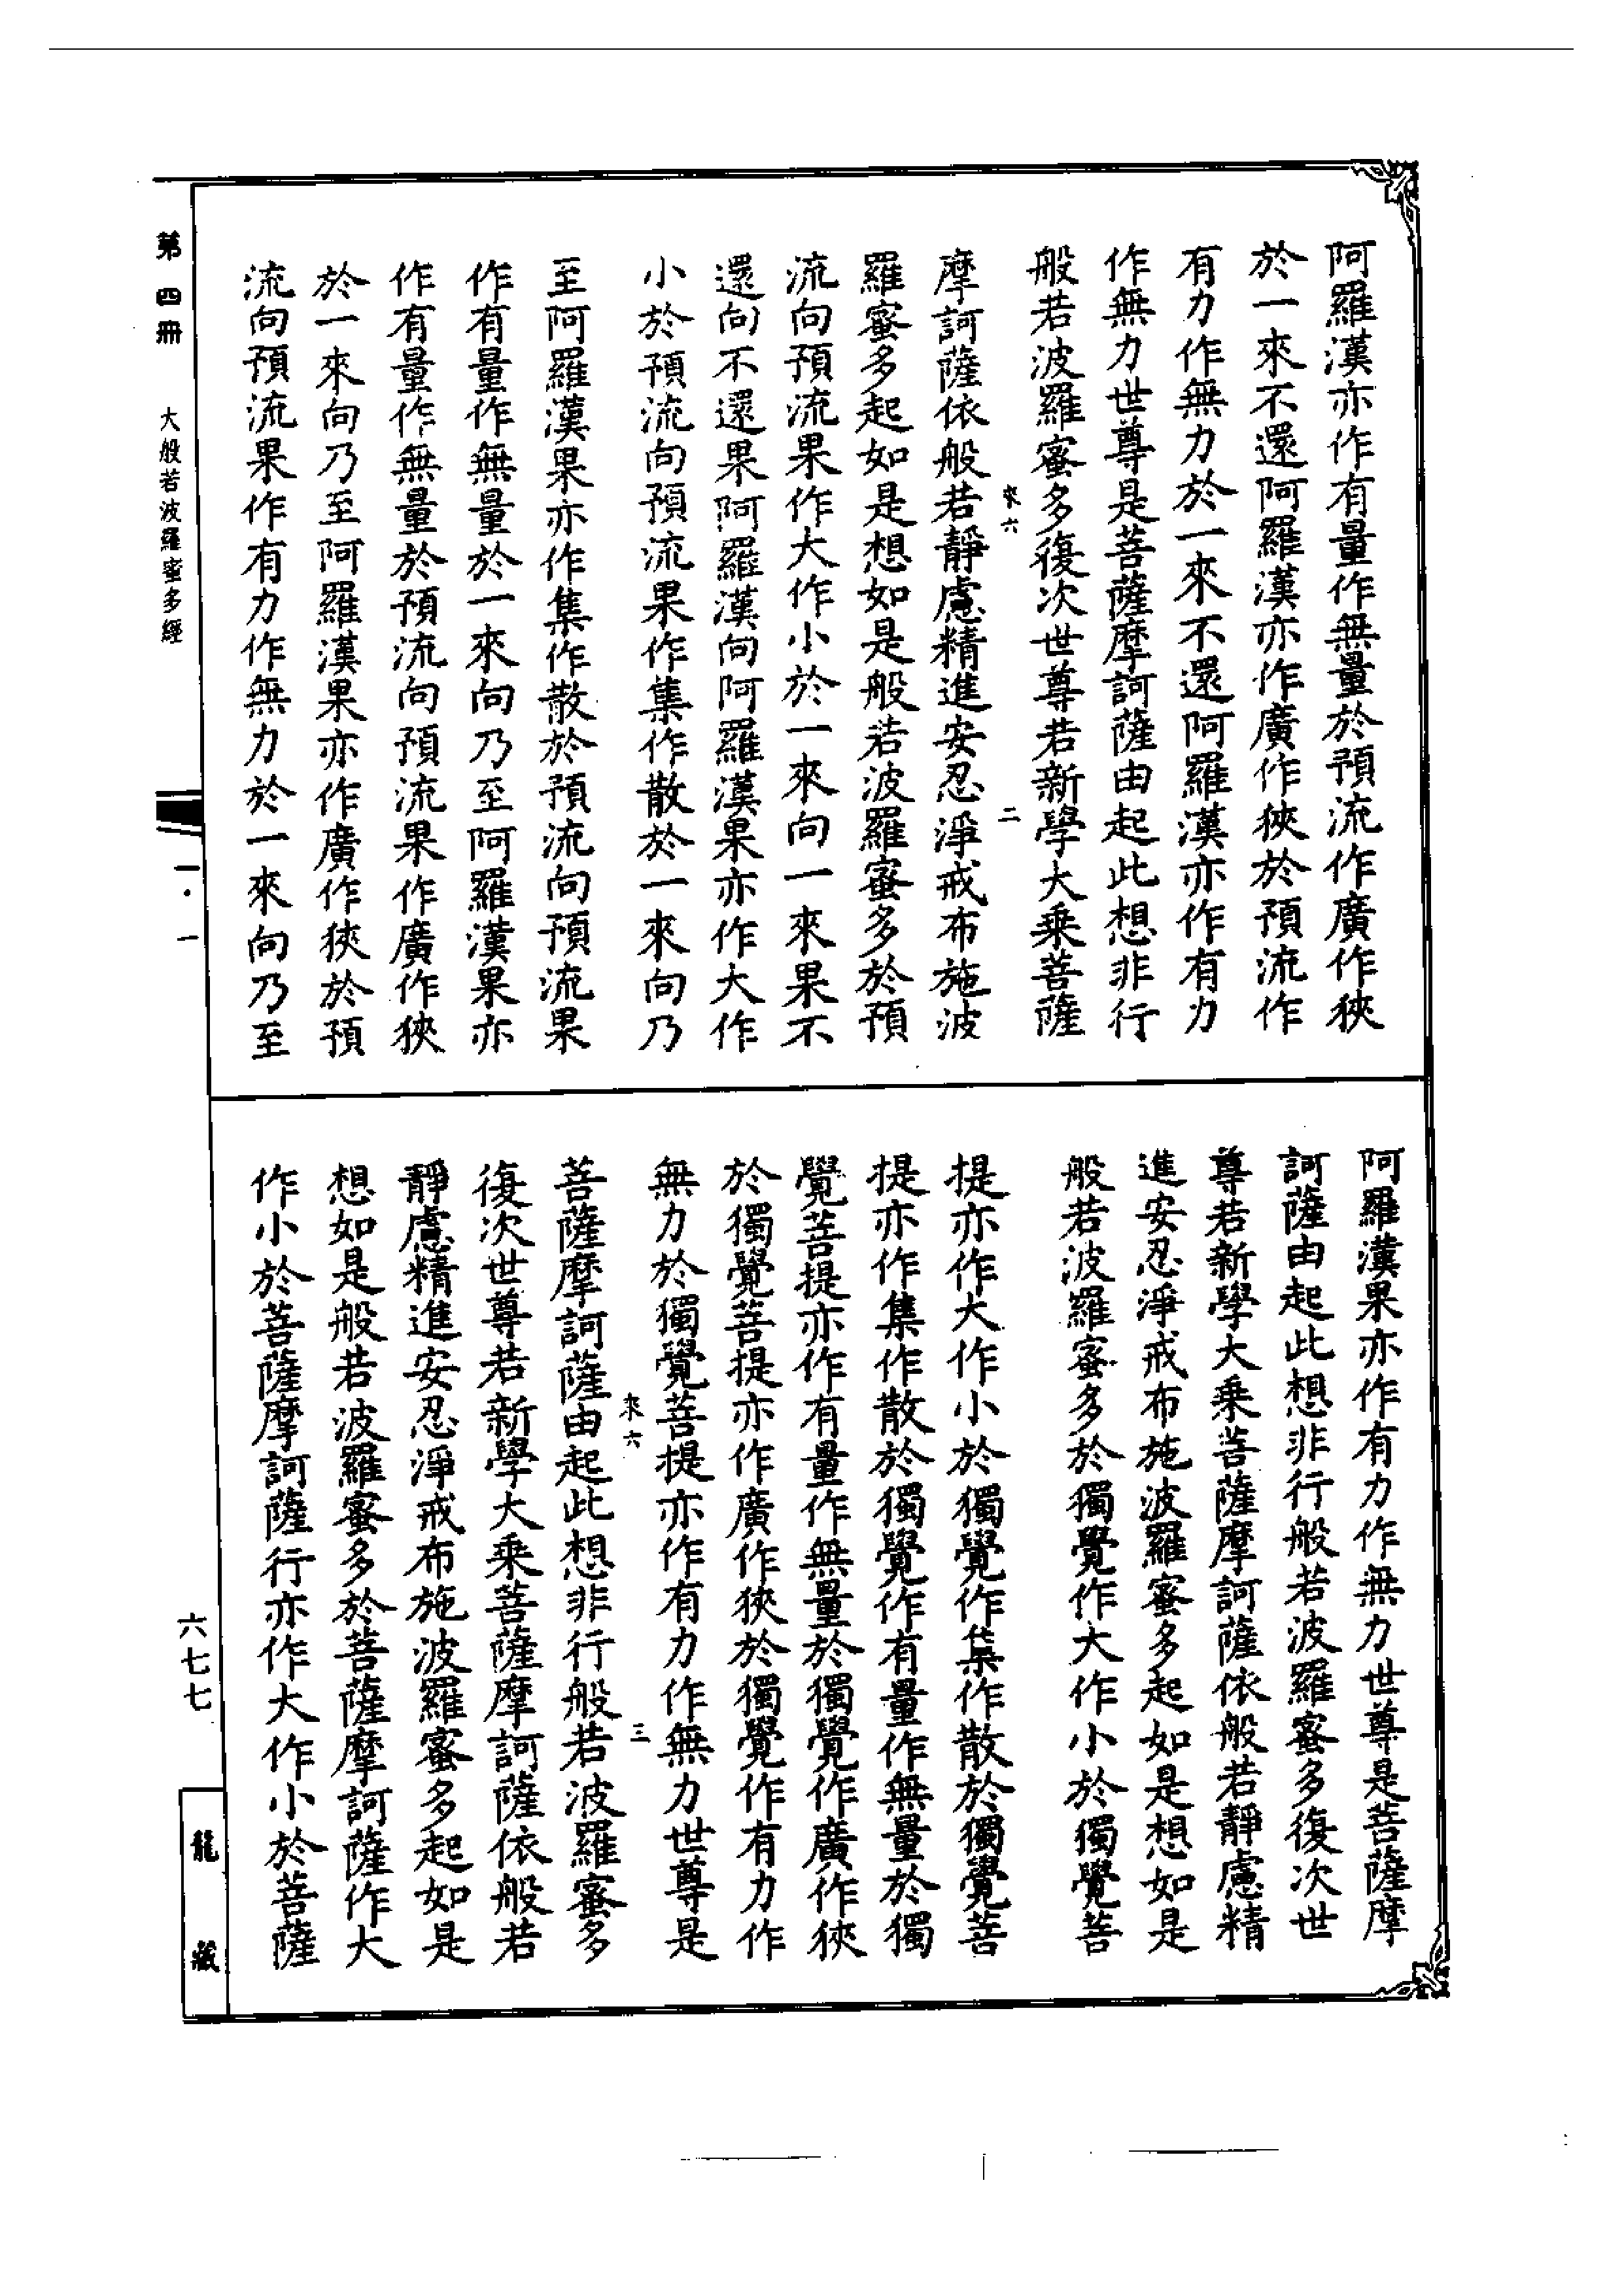 阿羅漢亦作有量作無量於預流作廣作狹
於一來不還阿羅漢亦作廣作狹於預流作
有力作無力於一來不還阿羅漢亦作有力
作無力世尊是菩薩摩訶薩由起此想非行
般若波羅蜜多復次世尊若新學大乘菩薩
來六 二
摩訶薩依般若靜慮精進安忍淨戒布施波
羅蜜多起如是想如是般若波羅蜜多於預
流向預流果作大作小於一來向一來果不
還向不還果阿羅漢向阿羅漢果亦作大作
小於預流向預流果作集作散於一來向乃
至阿羅漢果亦作集作散於預流向預流果
作有量作無量於一來向乃至阿羅漢果亦
作有量作無量於預流向預流果作廣作狹
於一來向乃至阿羅漢果亦作廣作狹於預
流向預流果作有力作無力於一來向乃至
阿羅漢果亦作有力作無力世尊是菩薩摩
訶薩由起此想非行般若波羅蜜多復次世
尊若新學大乘菩薩摩訶薩依般若靜慮精
進安忍淨戒布施波羅蜜多起如是想如是
般若波羅蜜多於獨覺作大作小於獨覺菩
提亦作大作小於獨覺作集作散於獨覺菩
提亦作集作散於獨覺作有量作無量於獨
覺菩提亦作有量作無量於獨覺作廣作狹
於獨覺菩提亦作廣作狹於獨覺作有力作
無力於獨覺菩提亦作有力作無力世尊是
來六 三
菩薩摩訶薩由起此想非行般若波羅蜜多
復次世尊若新學大乘菩薩摩訶薩依般若
靜慮精進安忍淨戒布施波羅蜜多起如是
想如是般若波羅蜜多於菩薩摩訶薩作大
作小於菩薩摩訶薩行亦作大作小於菩薩
第四冊 大般若波羅蜜多經
一·一
六七七
龍藏